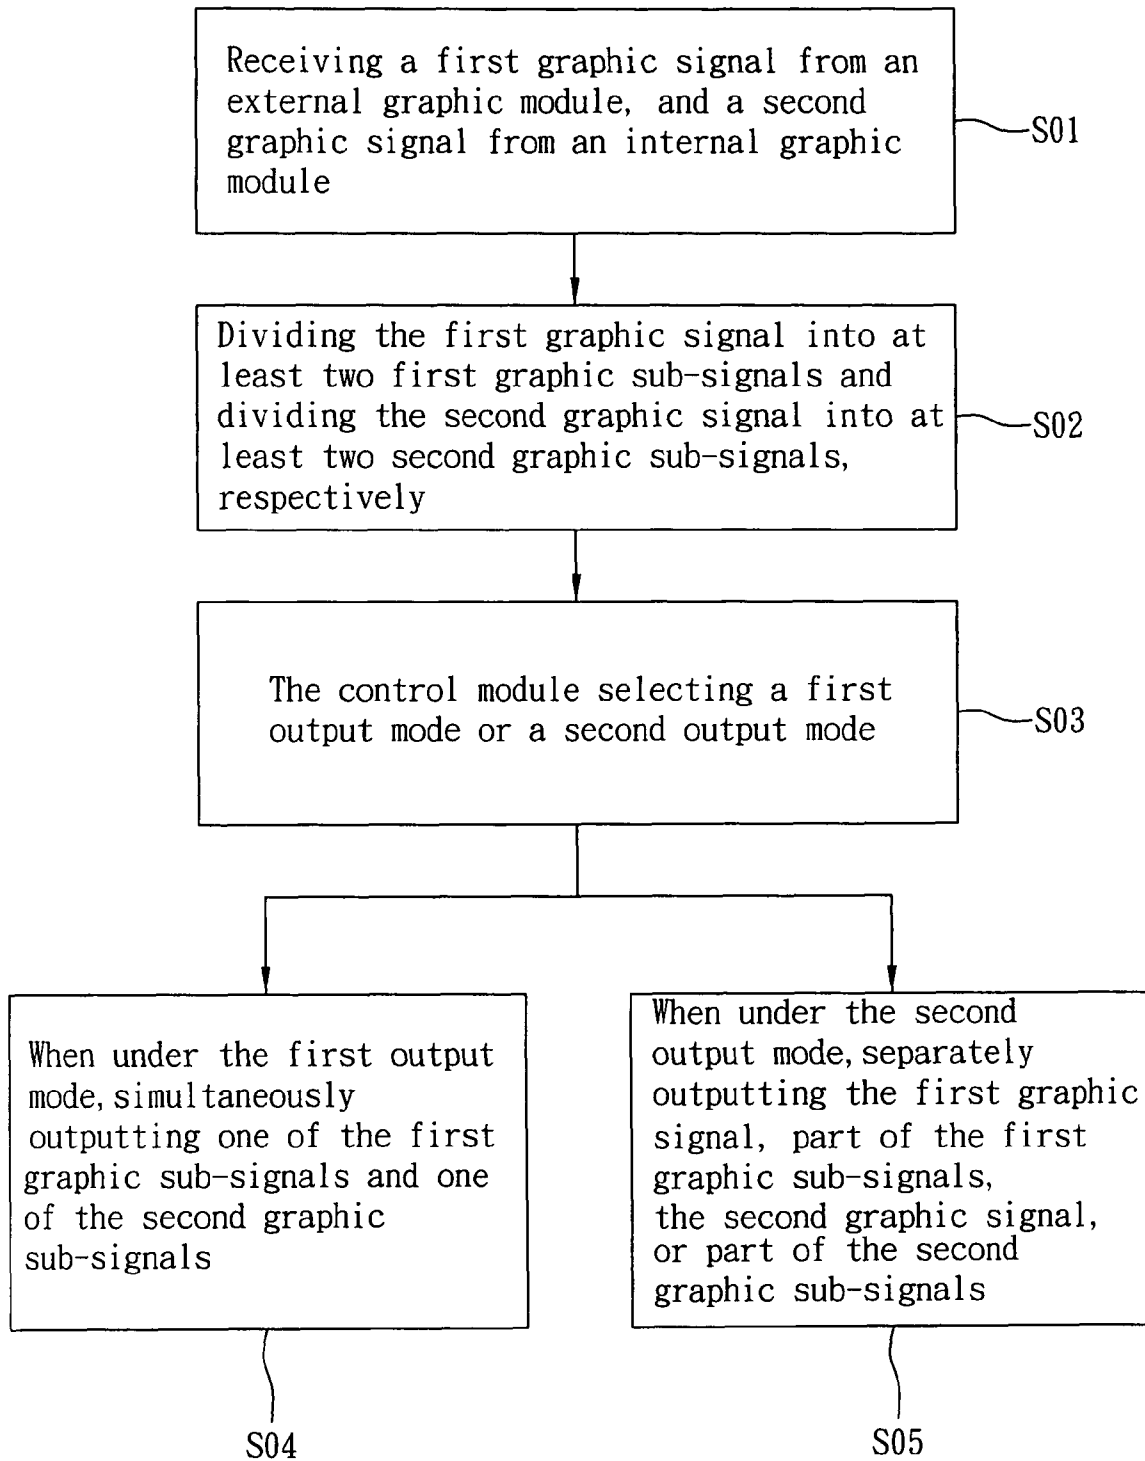 Receiving a first graphic signal from an
external graphic module, and a second
graphic signal from an internal graphic
module
S01
Dividing the first graphic signal into at
least two first graphic sub-signals and
dividing the second graphic signal into at
least two second graphic sub-signals,
respectively
S02
The control module selecting a first
output mode or a second output mode
S03
When under the first output
mode, simultaneously
outputting one of the first
graphic sub-signals and one
of the second graphic
sub-signals
S04
When under the second
output mode, separately
outputting the first graphic
signal, part of the first
graphic sub-signals,
the second graphic signal,
or part of the second
graphic sub-signals
S05